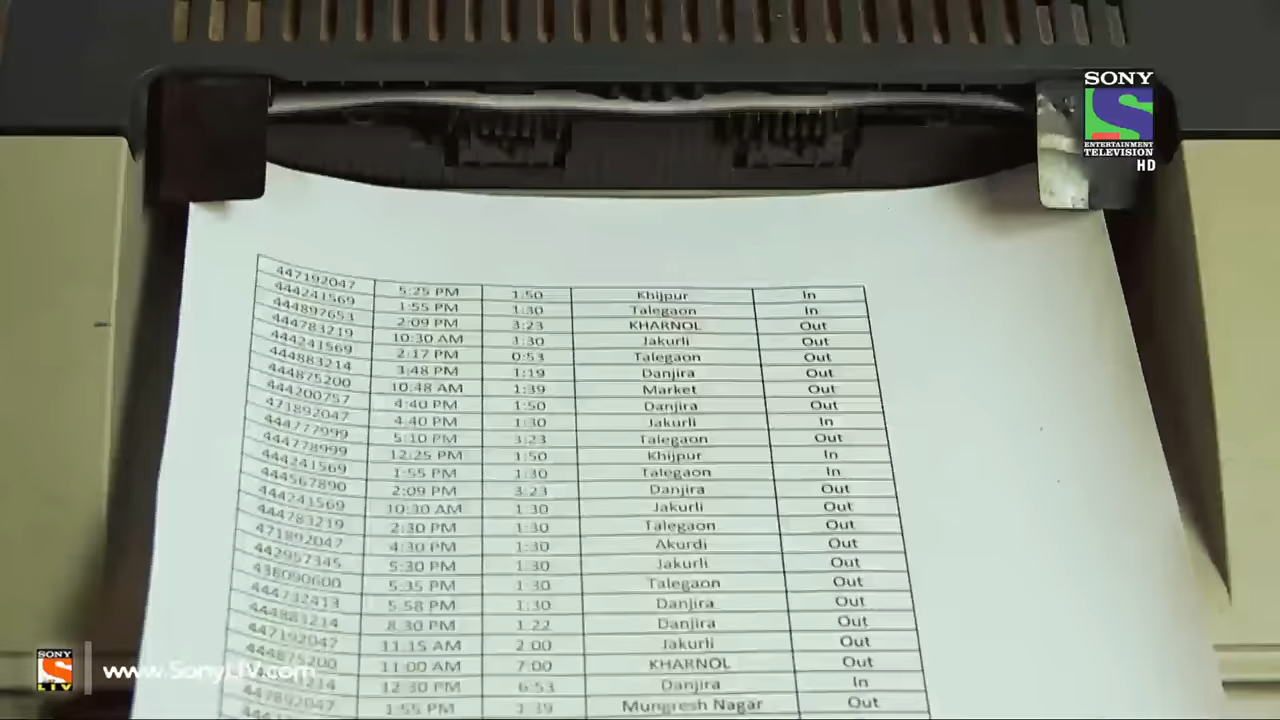 SONY
ENTERTAINMENT
TELEVISION
HD
447192047 5:25 PM 1:50 Khijpur In
444241569 1:55 PM 1:30 Talegaon In
444897653 2:09 PM 3:23 KHARNOL Out
444783219 10:30 AM 1:30 Jakurli Out
444241569 2:17 PM 0:53 Talegaon Out
444883214 3:48 PM 1:19 Danjira Out
444875200 10:48 AM 1:39 Market Out
444200757 4:40 PM 1:50 Danjira Out
471892047 4:40 PM 1:30 Jakurli In
444777999 5:10 PM 3:23 Talegaon Out
444778999 12:25 PM 1:50 Khijpur In
444241569 1:55 PM 1:30 Talegaon In
444567890 2:09 PM 3:23 Danjira Out
444241569 10:30 AM 1:30 Jakurli Out
444783219 2:30 PM 1:30 Talegaon Out
471892047 4:30 PM 1:30 Akurdi Out
442957345 5:30 PM 1:30 Jakurli Out
436090600 5:35 PM 1:30 Talegaon Out
444732413 5:58 PM 1:30 Danjira Out
444883214 8:30 PM 1:22 Danjira Out
447192047 11:15 AM 2:00 Jakurli Out
444875200 11:00 AM 7:00 KHARNOL Out
12:30 PM 6:53 Danjira In
447892047 1:55 PM 1:39 Mungresh Nagar Out
SONY
LIV
www.SonyLIV.com